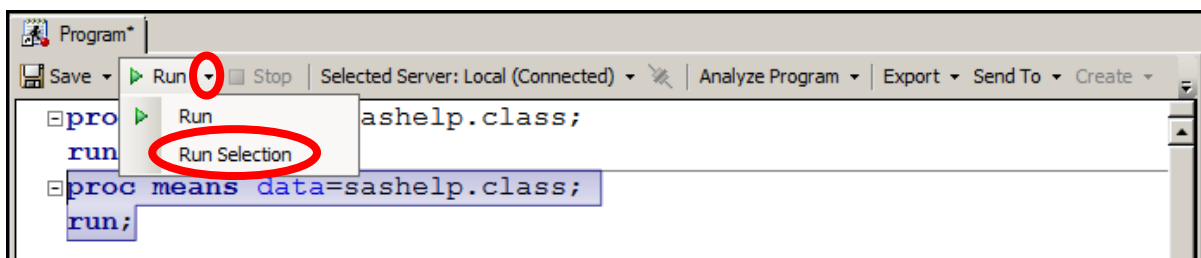 Program*
Save Run Stop Selected Server: Local (Connected) Analyze Program Export Send To Create
Run
Run Selection
proc ashelp.class;
run
proc means data=sashelp.class;
run;